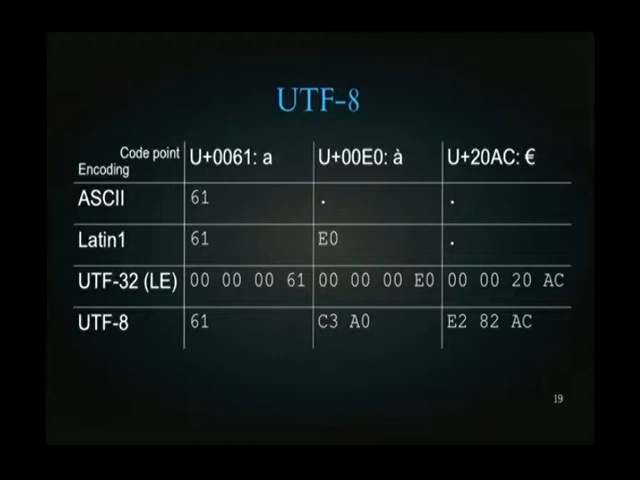 UTF-8
Code point
Encoding
U+0061: a U+00E0: à U+20AC: €
ASCII 61 . .
Latin1 61 E0 .
UTF-32 (LE) 00 00 00 61 00 00 00 E0 00 00 20 AC
UTF-8 61 C3 A0 E2 82 AC
19